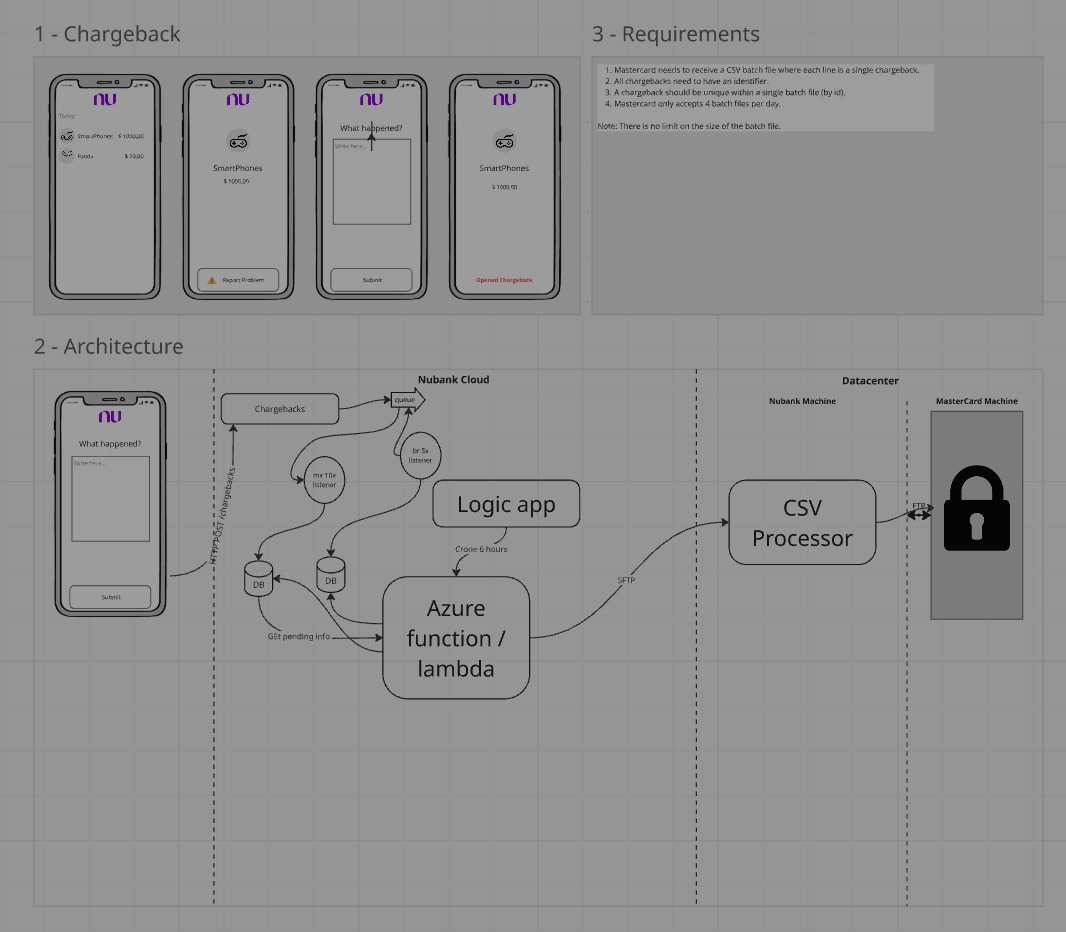 1 - Chargeback
nu
Today
SmartPhones $ 1000,00
Foods $ 10,00
nu
SmartPhones
$ 1000,00
Report Problem
nu
What happened?
Write here...
Submit
nu
SmartPhones
$ 1000,00
Opened Chargeback
3 - Requirements
1. Mastercard needs to receive a CSV batch file where each line is a single chargeback.
2. All chargebacks need to have an identifier.
3. A chargeback should be unique within a single batch file (by id).
4. Mastercard only accepts 4 batch files per day.
Note: There is no limit on the size of the batch file.
2 - Architecture
nu
What happened?
Write here...
Submit
HTTP POST /chargebacks
Nubank Cloud
Chargebacks
queue
mx 10x
listener
br 5x
listener
Logic app
Crone 6 hours
DB
DB
GEt pending info
Azure
function /
lambda
SFTP
Datacenter
Nubank Machine
MasterCard Machine
CSV
Processor
FTP